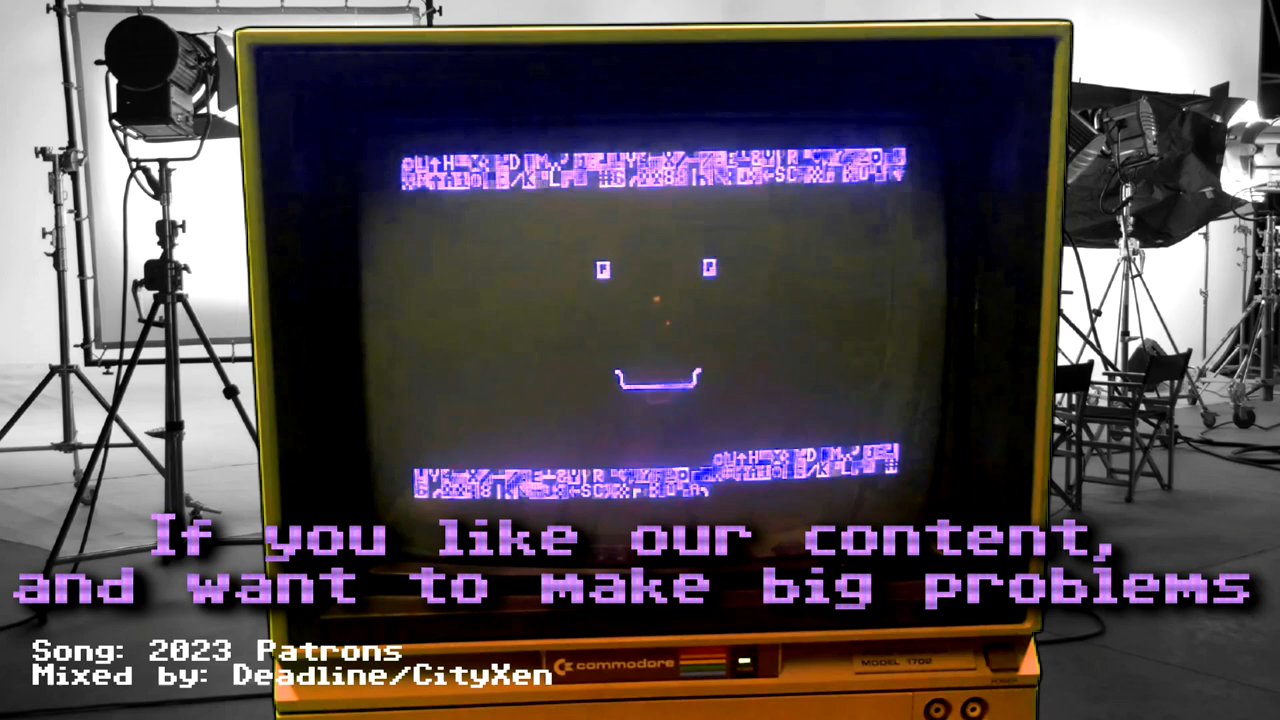 If you like our content,
and want to make big problems
Song: 2023 Patrons
Mixed by: Deadline/CityXen
commodore
MODEL 1702
POWER